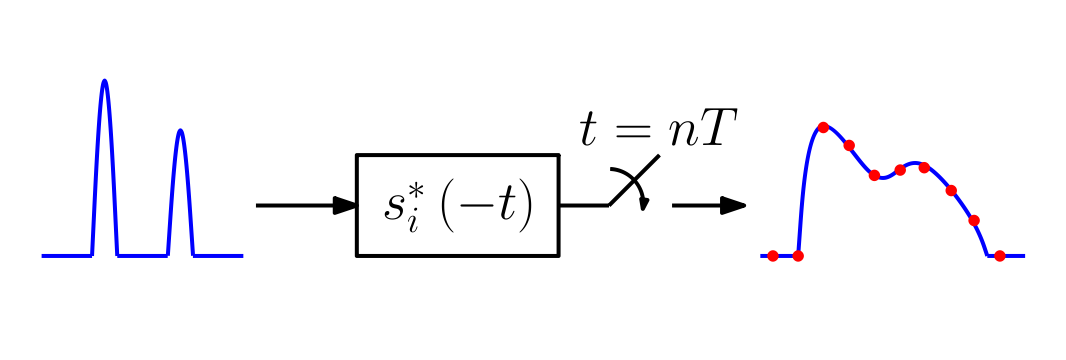 t = nT
s_i^* (-t)